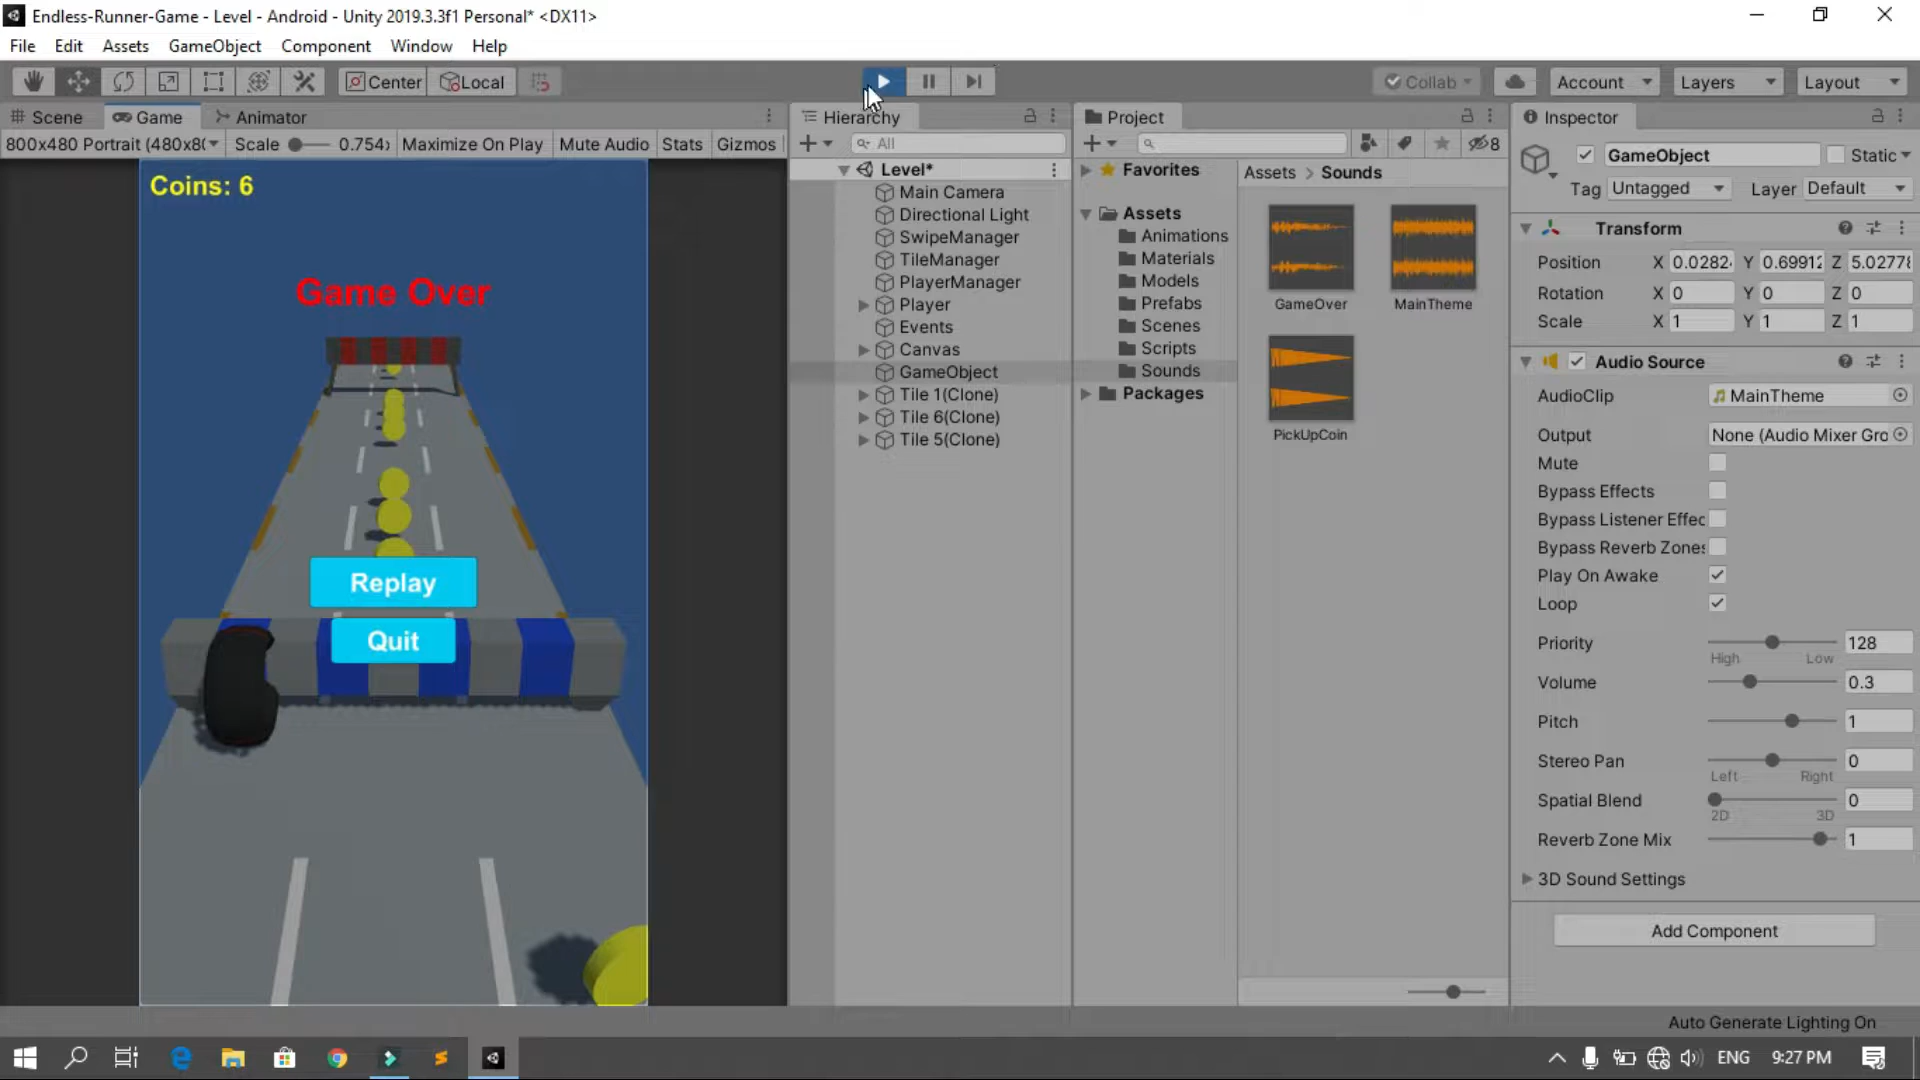 Endless-Runner-Game - Level - Android - Unity 2019.3.3f1 Personal* <DX11>
File Edit Assets GameObject Component Window Help
Center Local Collab Account Layers Layout
Scene Game Animator
800x480 Portrait (480x8( Scale 0.754 Maximize On Play Mute Audio Stats Gizmos
Coins: 6
Game Over
Replay
Quit
Hierarchy
All
Level*
Main Camera
Directional Light
SwipeManager
TileManager
PlayerManager
Player
Events
Canvas
GameObject
Tile 1(Clone)
Tile 6(Clone)
Tile 5(Clone)
Project
8
Favorites
Assets
Animations
Materials
Models
Prefabs
Scenes
Scripts
Sounds
Packages
Assets > Sounds
GameOver MainTheme
PickUpCoin
Inspector
GameObject Static
Tag Untagged Layer Default
Transform
Position X 0.0282 Y 0.69912 Z 5.02778
Rotation X 0 Y 0 Z 0
Scale X 1 Y 1 Z 1
Audio Source
AudioClip MainTheme
Output None (Audio Mixer Gro
Mute
Bypass Effects
Bypass Listener Effec
Bypass Reverb Zones
Play On Awake
Loop
Priority 128
High Low
Volume 0.3
Pitch 1
Stereo Pan 0
Left Right
Spatial Blend 0
2D 3D
Reverb Zone Mix 1
3D Sound Settings
Add Component
Auto Generate Lighting On
ENG 9:27 PM